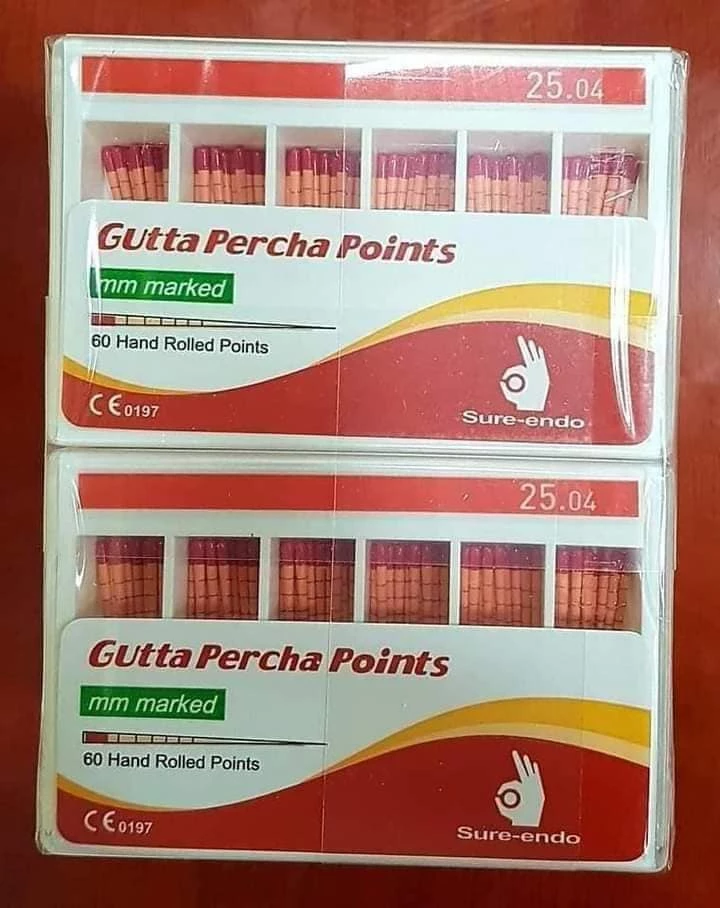 25.04
Gutta Percha Points
mm marked
60 Hand Rolled Points
CE 0197
Sure-endo
25.04
Gutta Percha Points
mm marked
60 Hand Rolled Points
CE 0197
Sure-endo